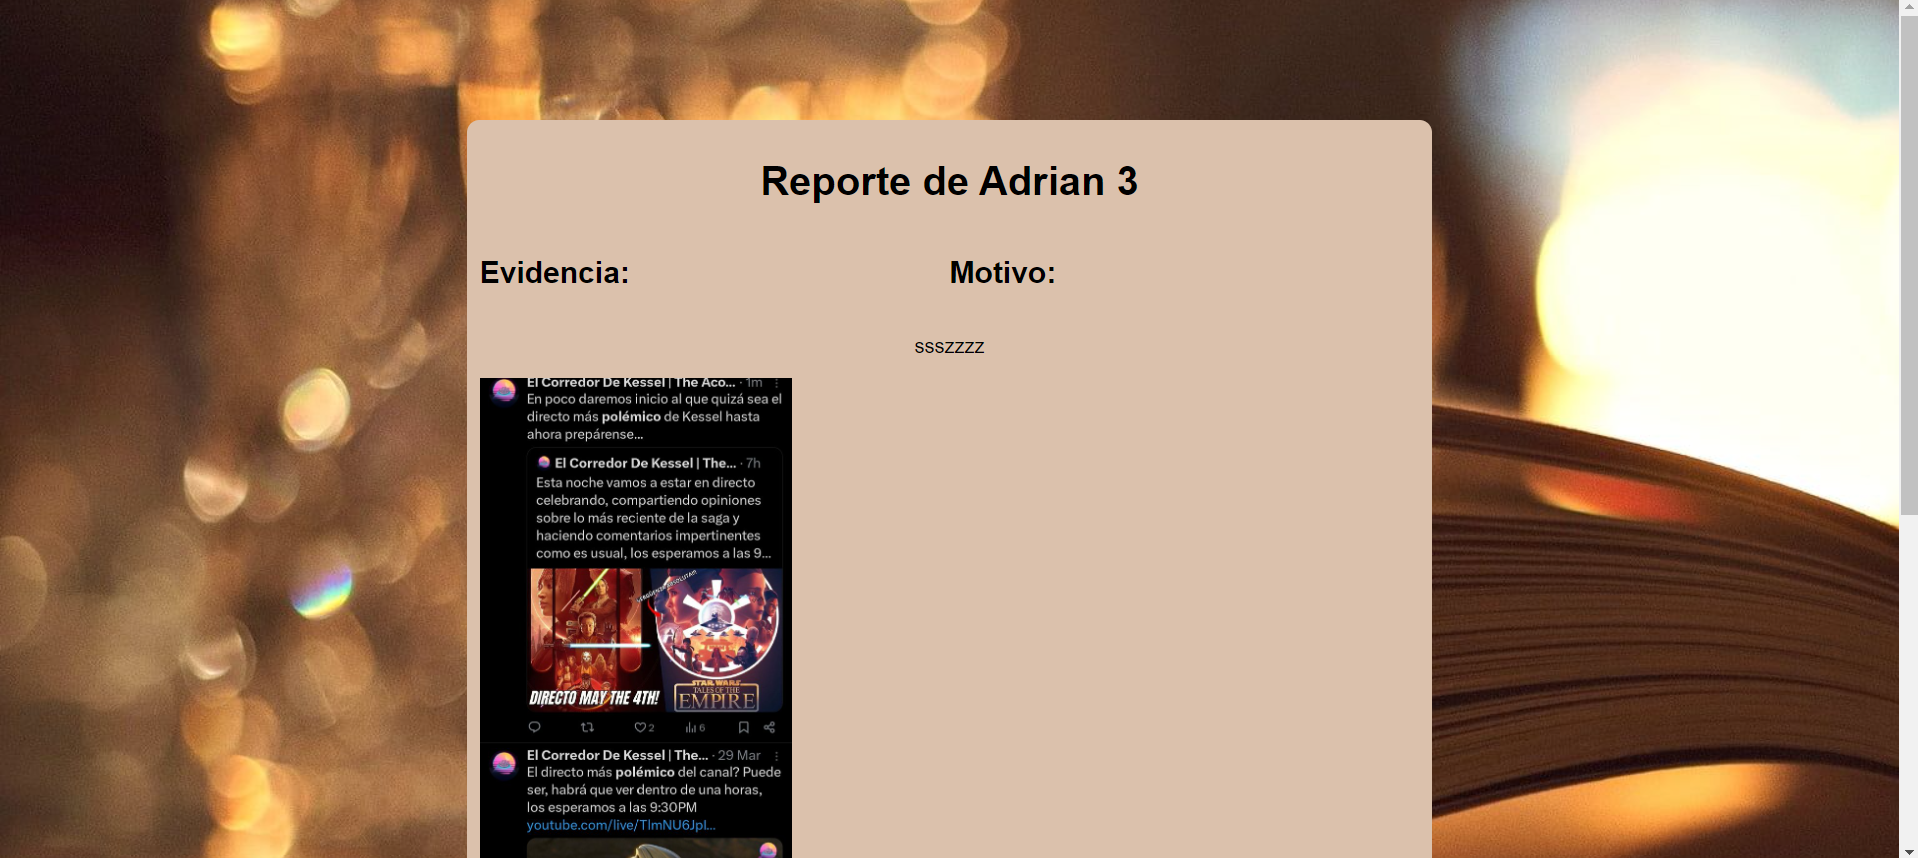 Reporte de Adrian 3
Evidencia:
Motivo:
SSSZZZZ
El Corredor De Kessel | The Aco... · 1m
En poco daremos inicio al que quizá sea el
directo más polémico de Kessel hasta
ahora prepárense...
El Corredor De Kessel | The... · 7h
Esta noche vamos a estar en directo
celebrando, compartiendo opiniones
sobre lo más reciente de la saga y
haciendo comentarios impertinentes
como es usual, los esperamos a las 9...
DIRECTO MAY THE 4TH!
STAR WARS
TALES OF THE
EMPIRE
2
6
El Corredor De Kessel | The... · 29 Mar
El directo más polémico del canal? Puede
ser, habrá que ver dentro de una horas,
los esperamos a las 9:30PM
youtube.com/live/TlmNU6Jpl...